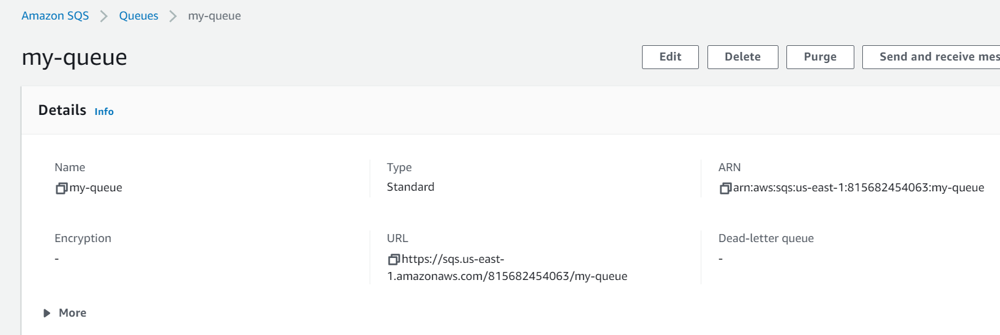 Amazon SQS > Queues > my-queue
my-queue
Edit Delete Purge Send and receive mes
Details Info
Name Type ARN
my-queue Standard arn:aws:sqs:us-east-1:815682454063:my-queue
Encryption URL Dead-letter queue
- https://sqs.us-east- -
1.amazonaws.com/815682454063/my-queue
More